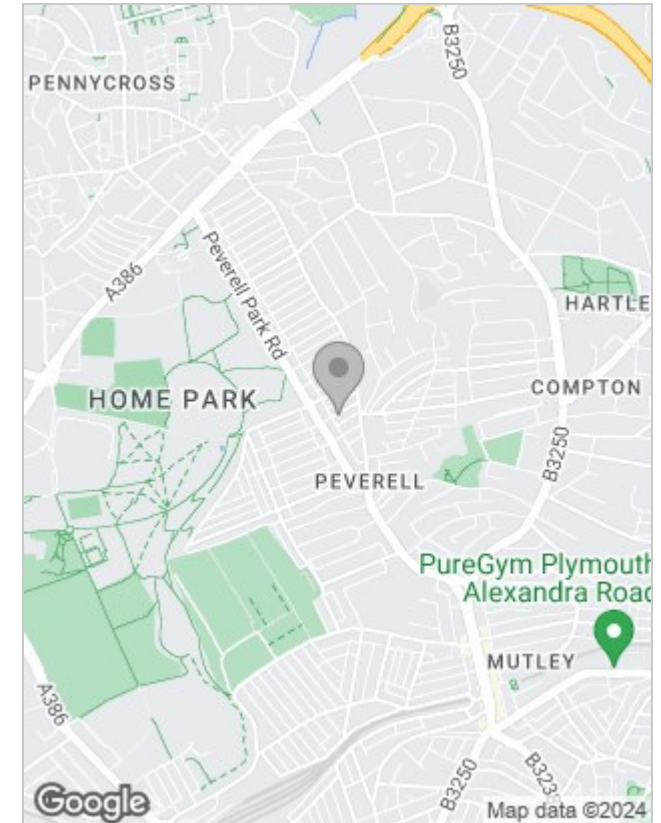 PENNYCROSS
B3250
A386
Peverell Park Rd
HARTLE
HOME PARK
COMPTON
B3250
PEVERELL
PureGym Plymouth
Alexandra Road
MUTLEY
A386
B3250
B3238
Google
Map data ©2024